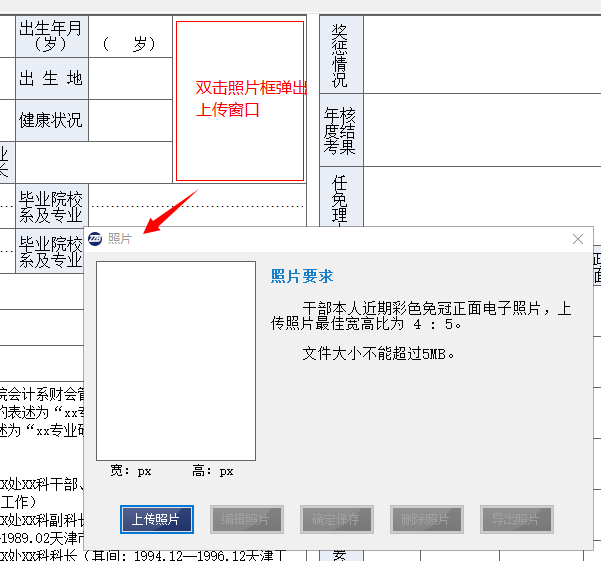 出生年月
（岁）
（ 岁）
出 生 地
健康状况
双击照片框弹出
上传窗口
毕业院校
系及专业
毕业院校
系及专业
奖惩情况
年度考
核结果
任免理
照片
照片要求
干部本人近期彩色免冠正面电子照片，上
传照片最佳宽高比为 4 : 5。
文件大小不能超过5MB。
宽: px 高: px
上传照片 编辑照片 确定保存 删除照片 导出照片
院会计系财会管
的表述为“xx专
述为“xx专业研
X处XX科干部、
工作）
X处XX科副科长
—1989.02天津市
X处XX科科长（其间: 1994.12—1996.12天津工